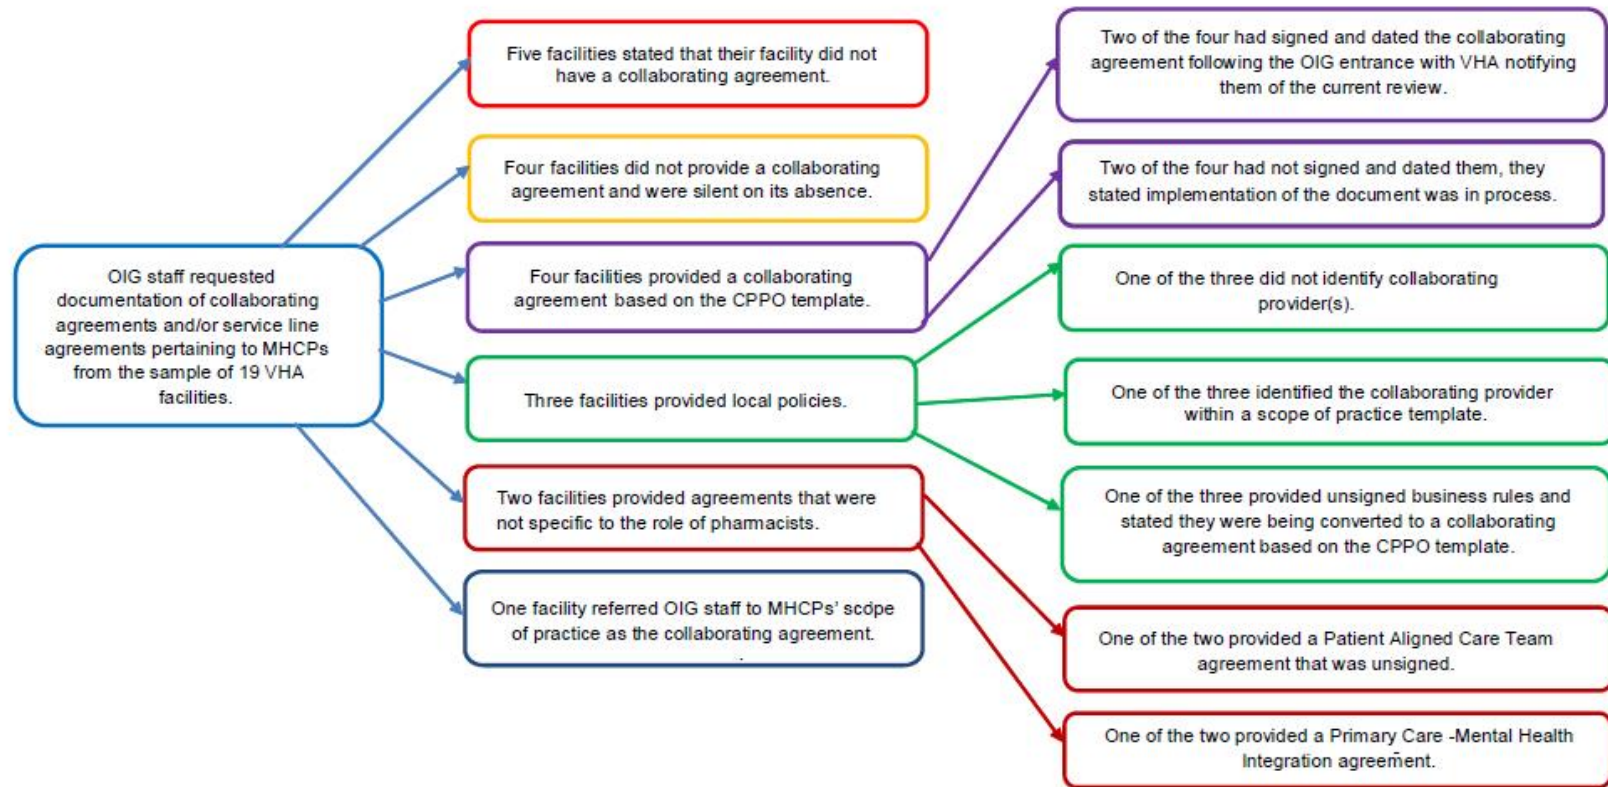 OIG staff requested
documentation of collaborating
agreements and/or service line
agreements pertaining to MHCPs
from the sample of 19 VHA
facilities.
Five facilities stated that their facility did not
have a collaborating agreement.
Four facilities did not provide a collaborating
agreement and were silent on its absence.
Four facilities provided a collaborating
agreement based on the CPPO template.
Three facilities provided local policies.
Two facilities provided agreements that were
not specific to the role of pharmacists.
One facility referred OIG staff to MHCPs' scope
of practice as the collaborating agreement.
Two of the four had signed and dated the collaborating
agreement following the OIG entrance with VHA notifying
them of the current review.
Two of the four had not signed and dated them, they
stated implementation of the document was in process.
One of the three did not identify collaborating
provider(s).
One of the three identified the collaborating provider
within a scope of practice template.
One of the three provided unsigned business rules and
stated they were being converted to a collaborating
agreement based on the CPPO template.
One of the two provided a Patient Aligned Care Team
agreement that was unsigned.
One of the two provided a Primary Care -Mental Health
Integration agreement.